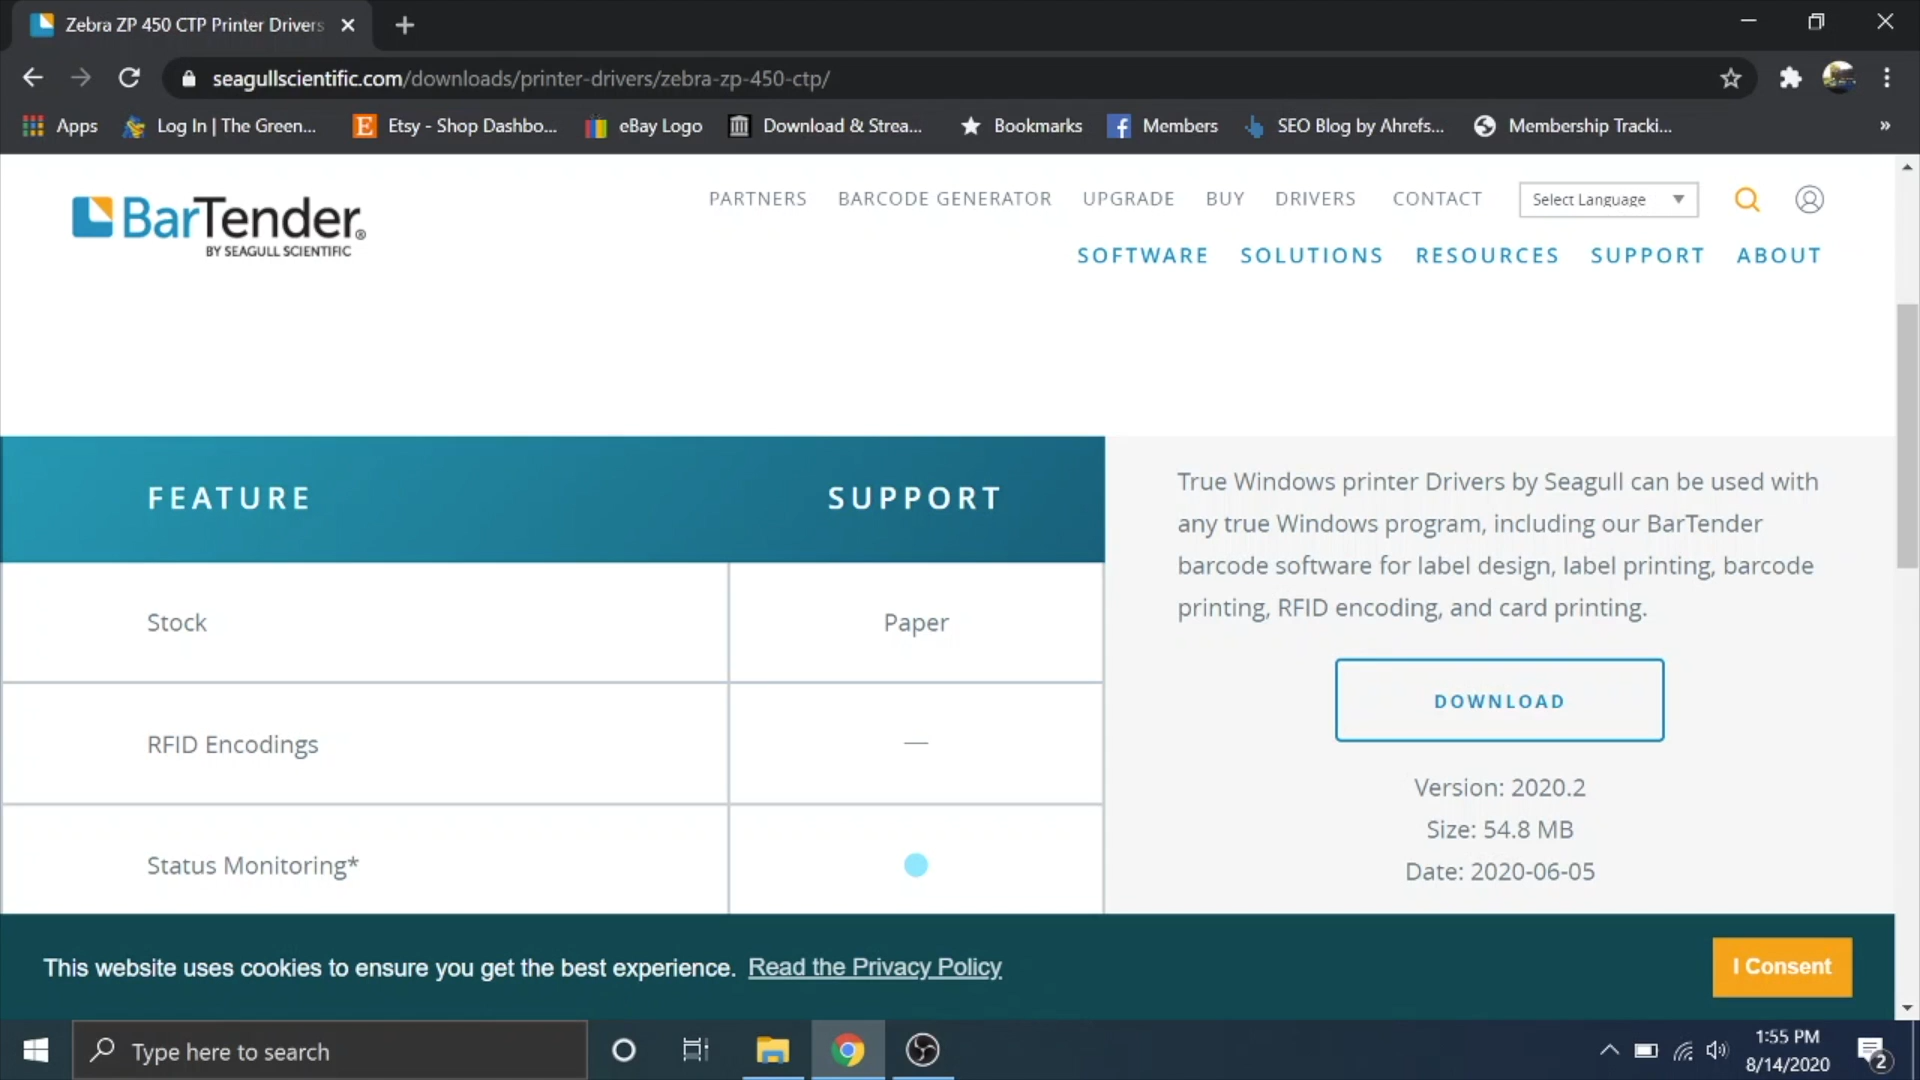 Zebra ZP 450 CTP Printer Drivers
seagullscientific.com/downloads/printer-drivers/zebra-zp-450-ctp/
Apps
Log In | The Green...
Etsy - Shop Dashbo...
eBay Logo
Download & Strea...
Bookmarks
Members
SEO Blog by Ahrefs...
Membership Tracki...
»
BarTender®
BY SEAGULL SCIENTIFIC
PARTNERS
BARCODE GENERATOR
UPGRADE
BUY
DRIVERS
CONTACT
Select Language
SOFTWARE
SOLUTIONS
RESOURCES
SUPPORT
ABOUT
FEATURE
SUPPORT
Stock
Paper
RFID Encodings
—
Status Monitoring*
True Windows printer Drivers by Seagull can be used with
any true Windows program, including our BarTender
barcode software for label design, label printing, barcode
printing, RFID encoding, and card printing.
DOWNLOAD
Version: 2020.2
Size: 54.8 MB
Date: 2020-06-05
This website uses cookies to ensure you get the best experience. Read the Privacy Policy
I Consent
Type here to search
1:55 PM
8/14/2020
2